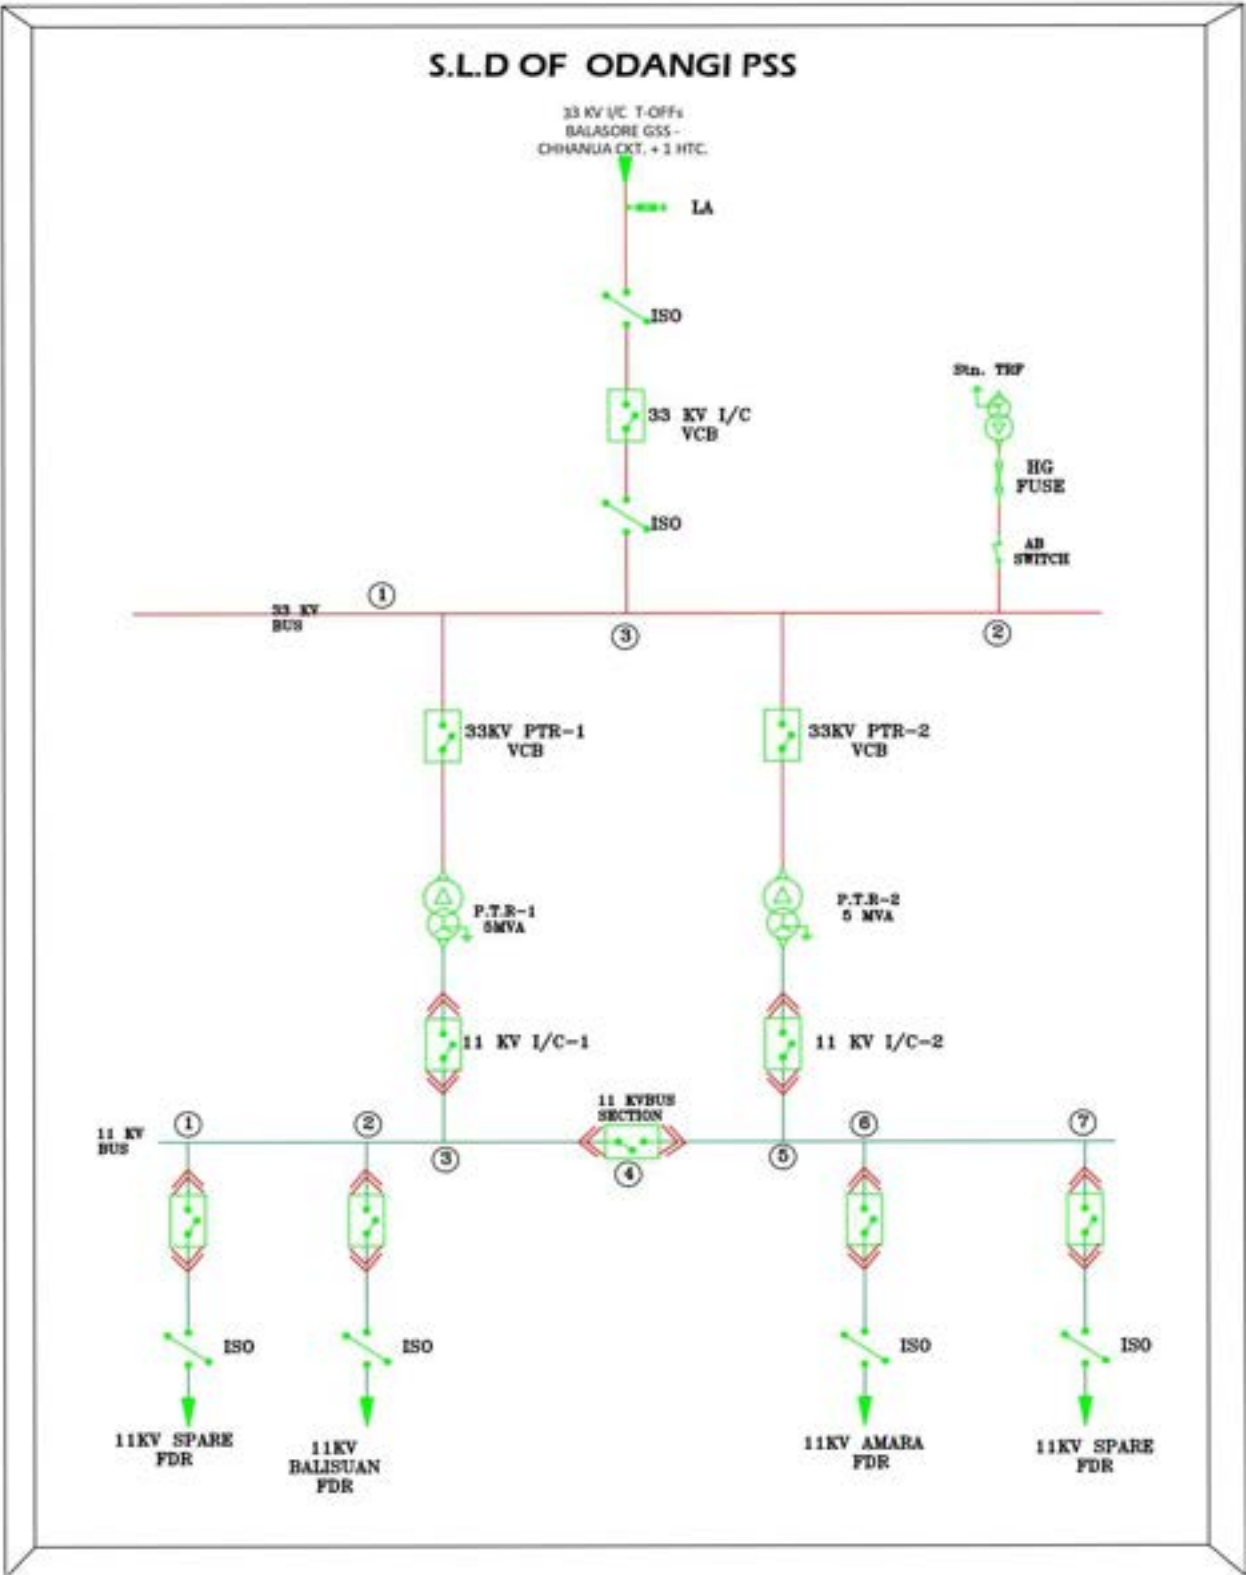 S.L.D OF ODANGI PSS
33 KV I/C T-OFFs
BALASORE GSS -
CHHANUA CKT. + 1 HTC.
LA
ISO
33 KV I/C
VCB
ISO
Stn. TRF
HG
FUSE
AB
SWITCH
33 KV
BUS
1
3
2
33KV PTR-1
VCB
33KV PTR-2
VCB
P.T.R-1
5MVA
P.T.R-2
5 MVA
11 KV I/C-1
11 KV I/C-2
11 KV
BUS
1
2
3
11 KVBUS
SECTION
4
5
6
7
ISO
ISO
ISO
ISO
11KV SPARE
FDR
11KV
BALISUAN
FDR
11KV AMARA
FDR
11KV SPARE
FDR